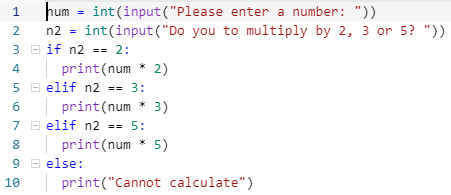 1 num = int(input("Please enter a number: "))
2 n2 = int(input("Do you to multiply by 2, 3 or 5? "))
3 if n2 == 2:
4 print(num * 2)
5 elif n2 == 3:
6 print(num * 3)
7 elif n2 == 5:
8 print(num * 5)
9 else:
10 print("Cannot calculate")